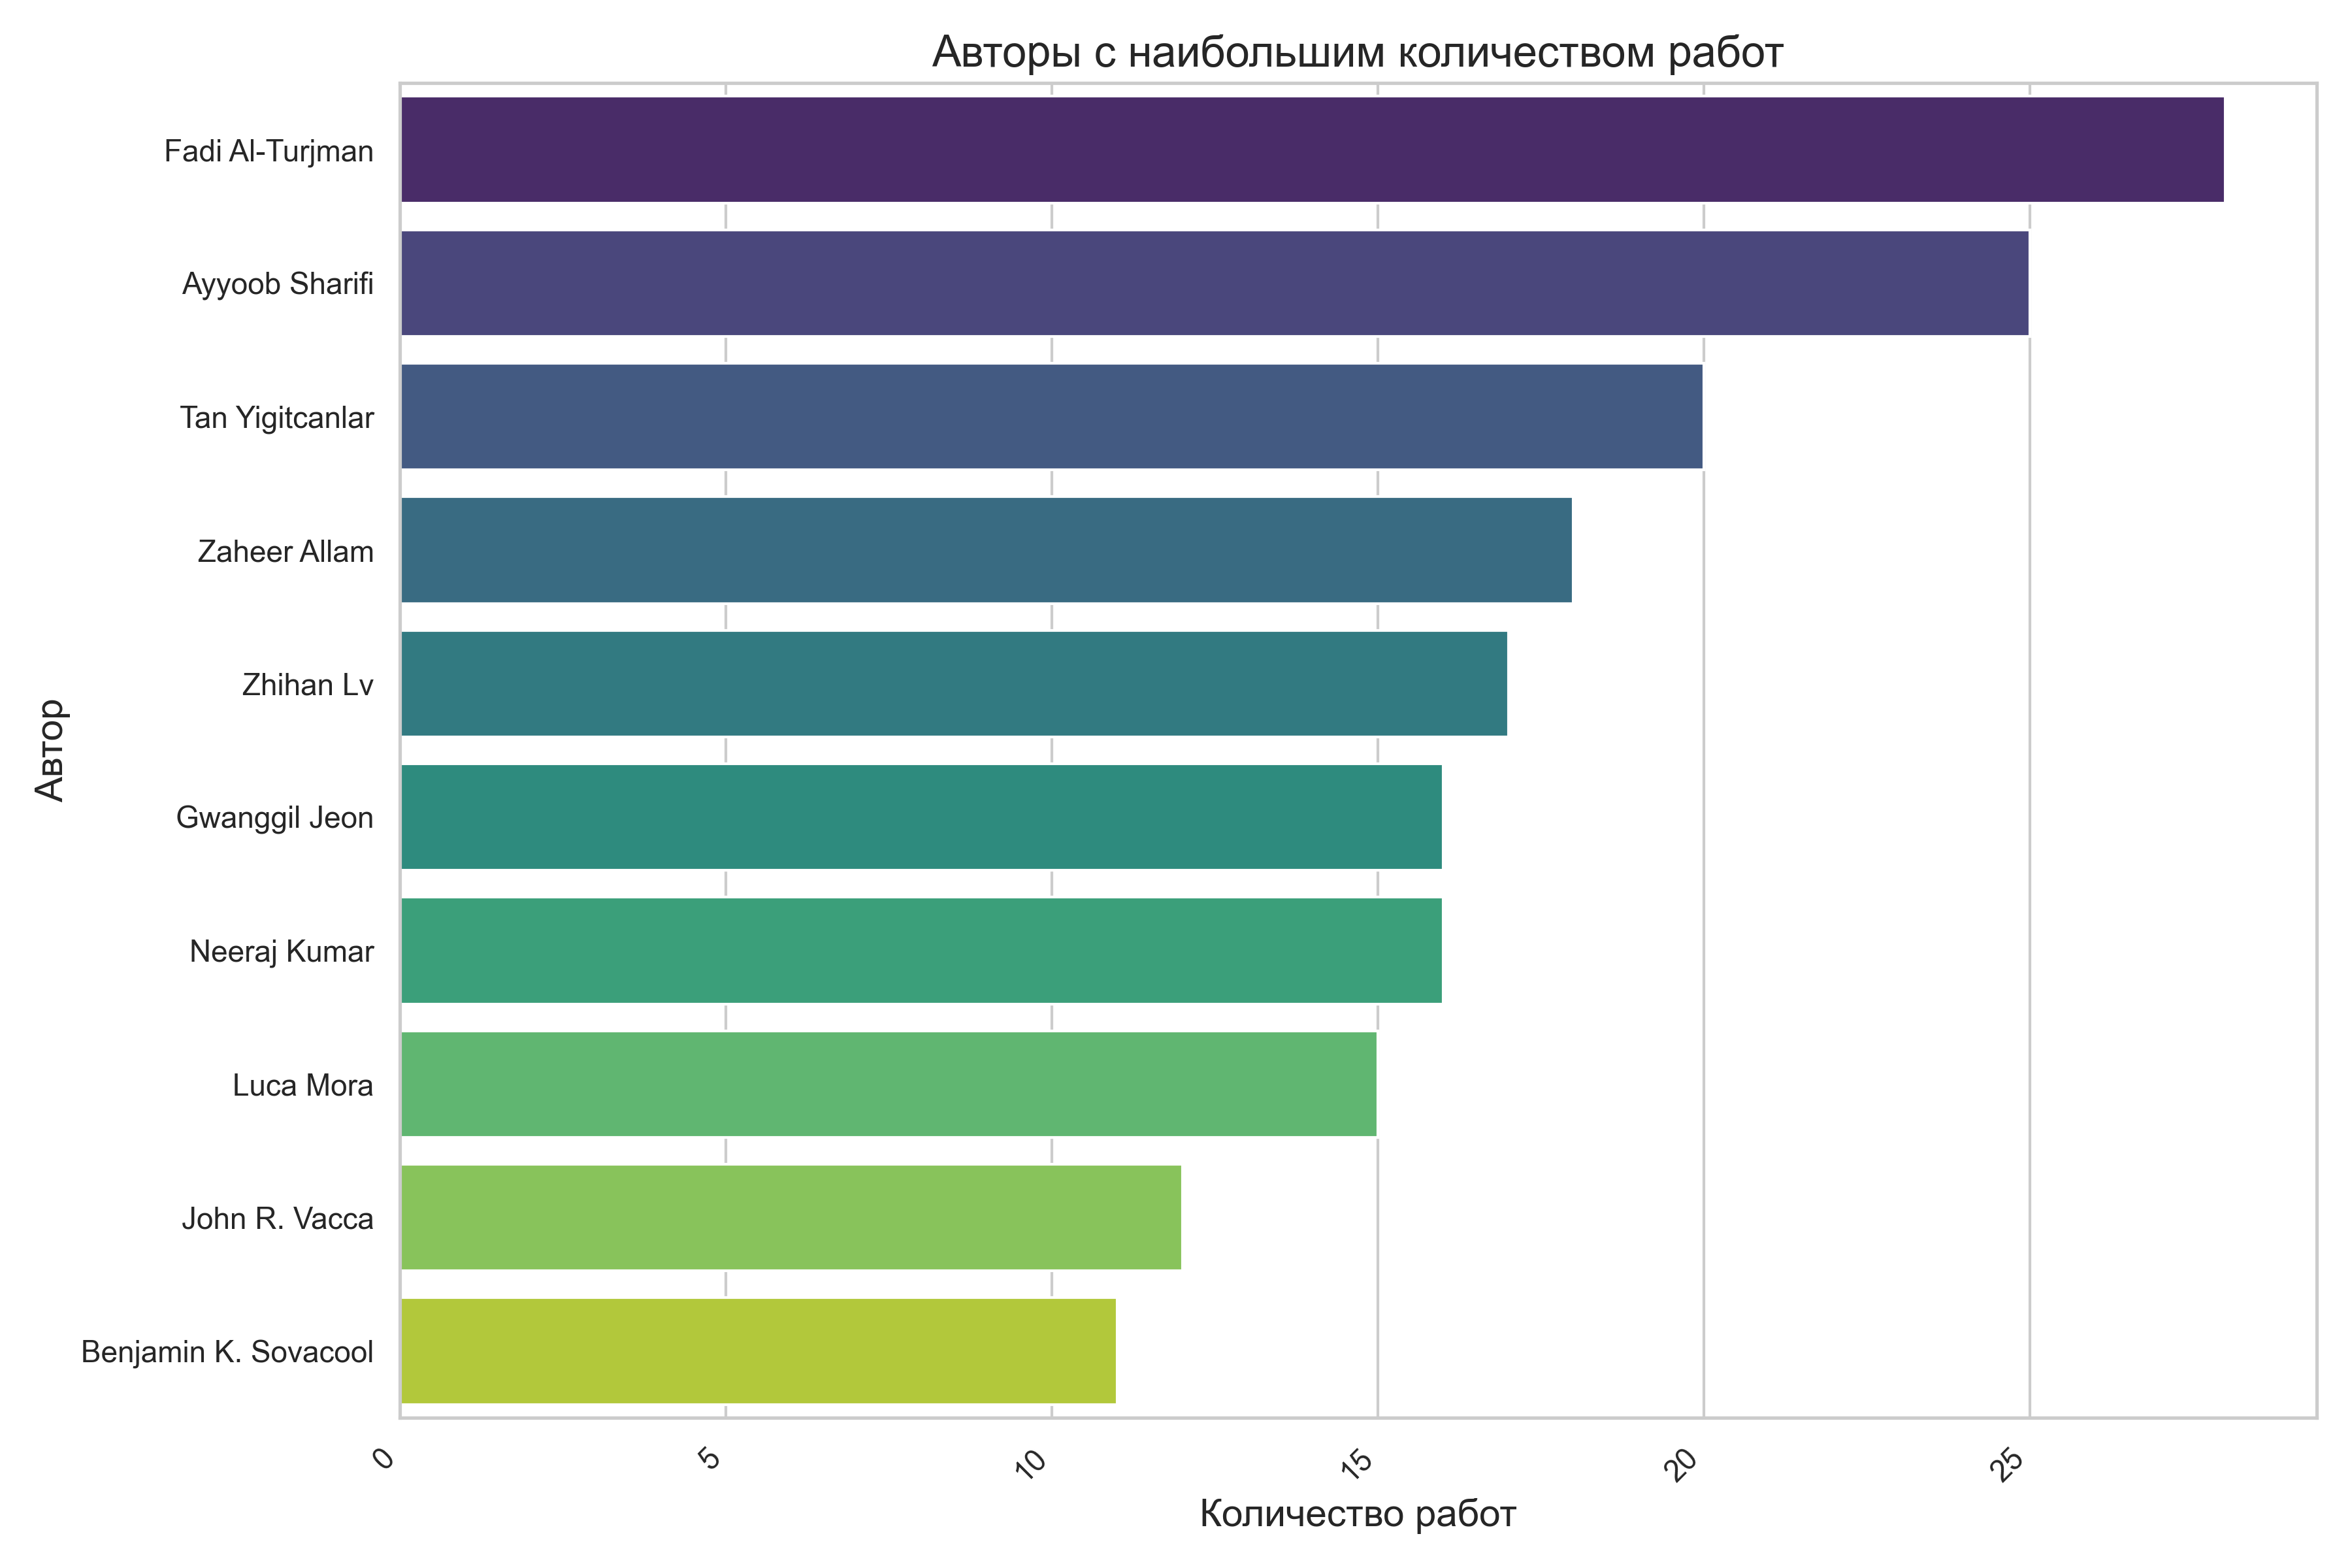 Авторы с наибольшим количеством работ
Fadi Al-Turjman
Ayyoob Sharifi
Tan Yigitcanlar
Zaheer Allam
Zhihan Lv
Gwanggil Jeon
Neeraj Kumar
Luca Mora
John R. Vacca
Benjamin K. Sovacool
Автор
0
5
10
15
20
25
Количество работ